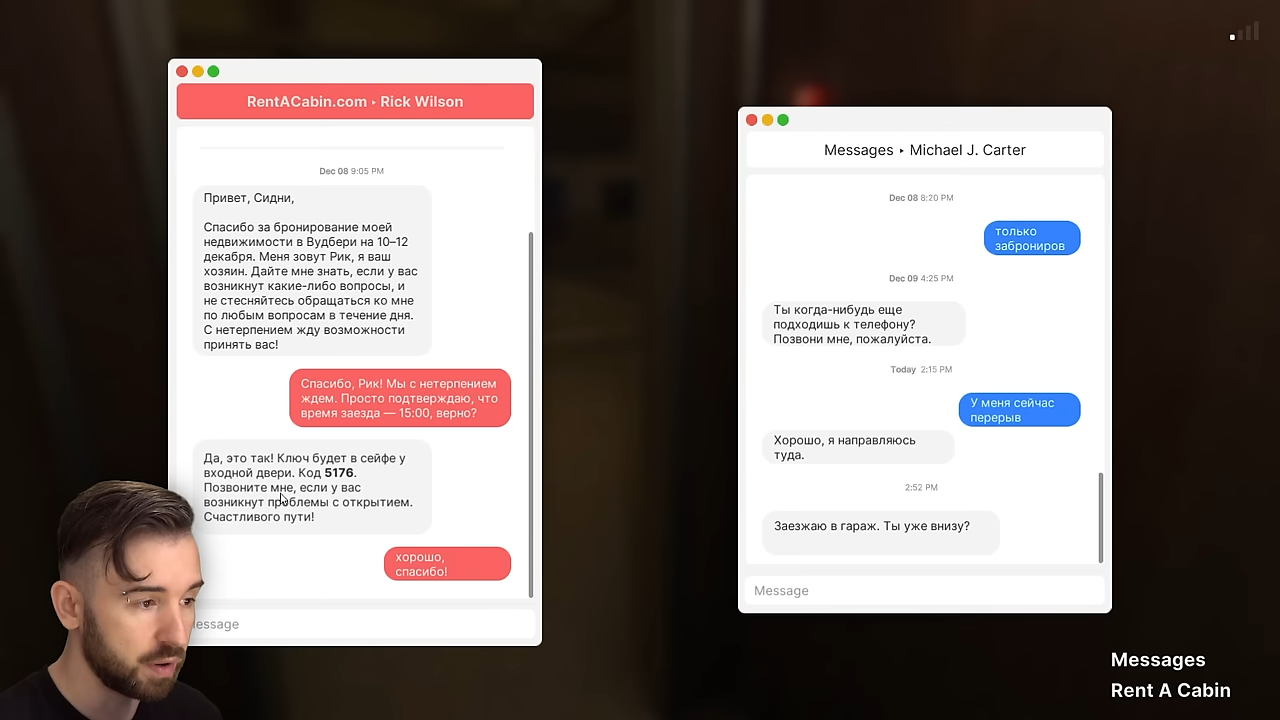 RentACabin.com ‣ Rick Wilson
Dec 08 9:05 PM
Привет, Сидни,
Спасибо за бронирование моей
недвижимости в Вудбери на 10–12
декабря. Меня зовут Рик, я ваш
хозяин. Дайте мне знать, если у вас
возникнут какие-либо вопросы, и
не стесняйтесь обращаться ко мне
по любым вопросам в течение дня.
С нетерпением жду возможности
принять вас!
Спасибо, Рик! Мы с нетерпением
ждем. Просто подтверждаю, что
время заезда — 15:00, верно?
Да, это так! Ключ будет в сейфе у
входной двери. Код 5176.
Позвоните мне, если у вас
возникнут проблемы с открытием.
Счастливого пути!
хорошо,
спасибо!
essage
Messages ‣ Michael J. Carter
Dec 08 8:20 PM
только
заброниров
Dec 09 4:25 PM
Ты когда-нибудь еще
подходишь к телефону?
Позвони мне, пожалуйста.
Today 2:15 PM
У меня сейчас
перерыв
Хорошо, я направляюсь
туда.
2:52 PM
Заезжаю в гараж. Ты уже внизу?
Message
Messages
Rent A Cabin